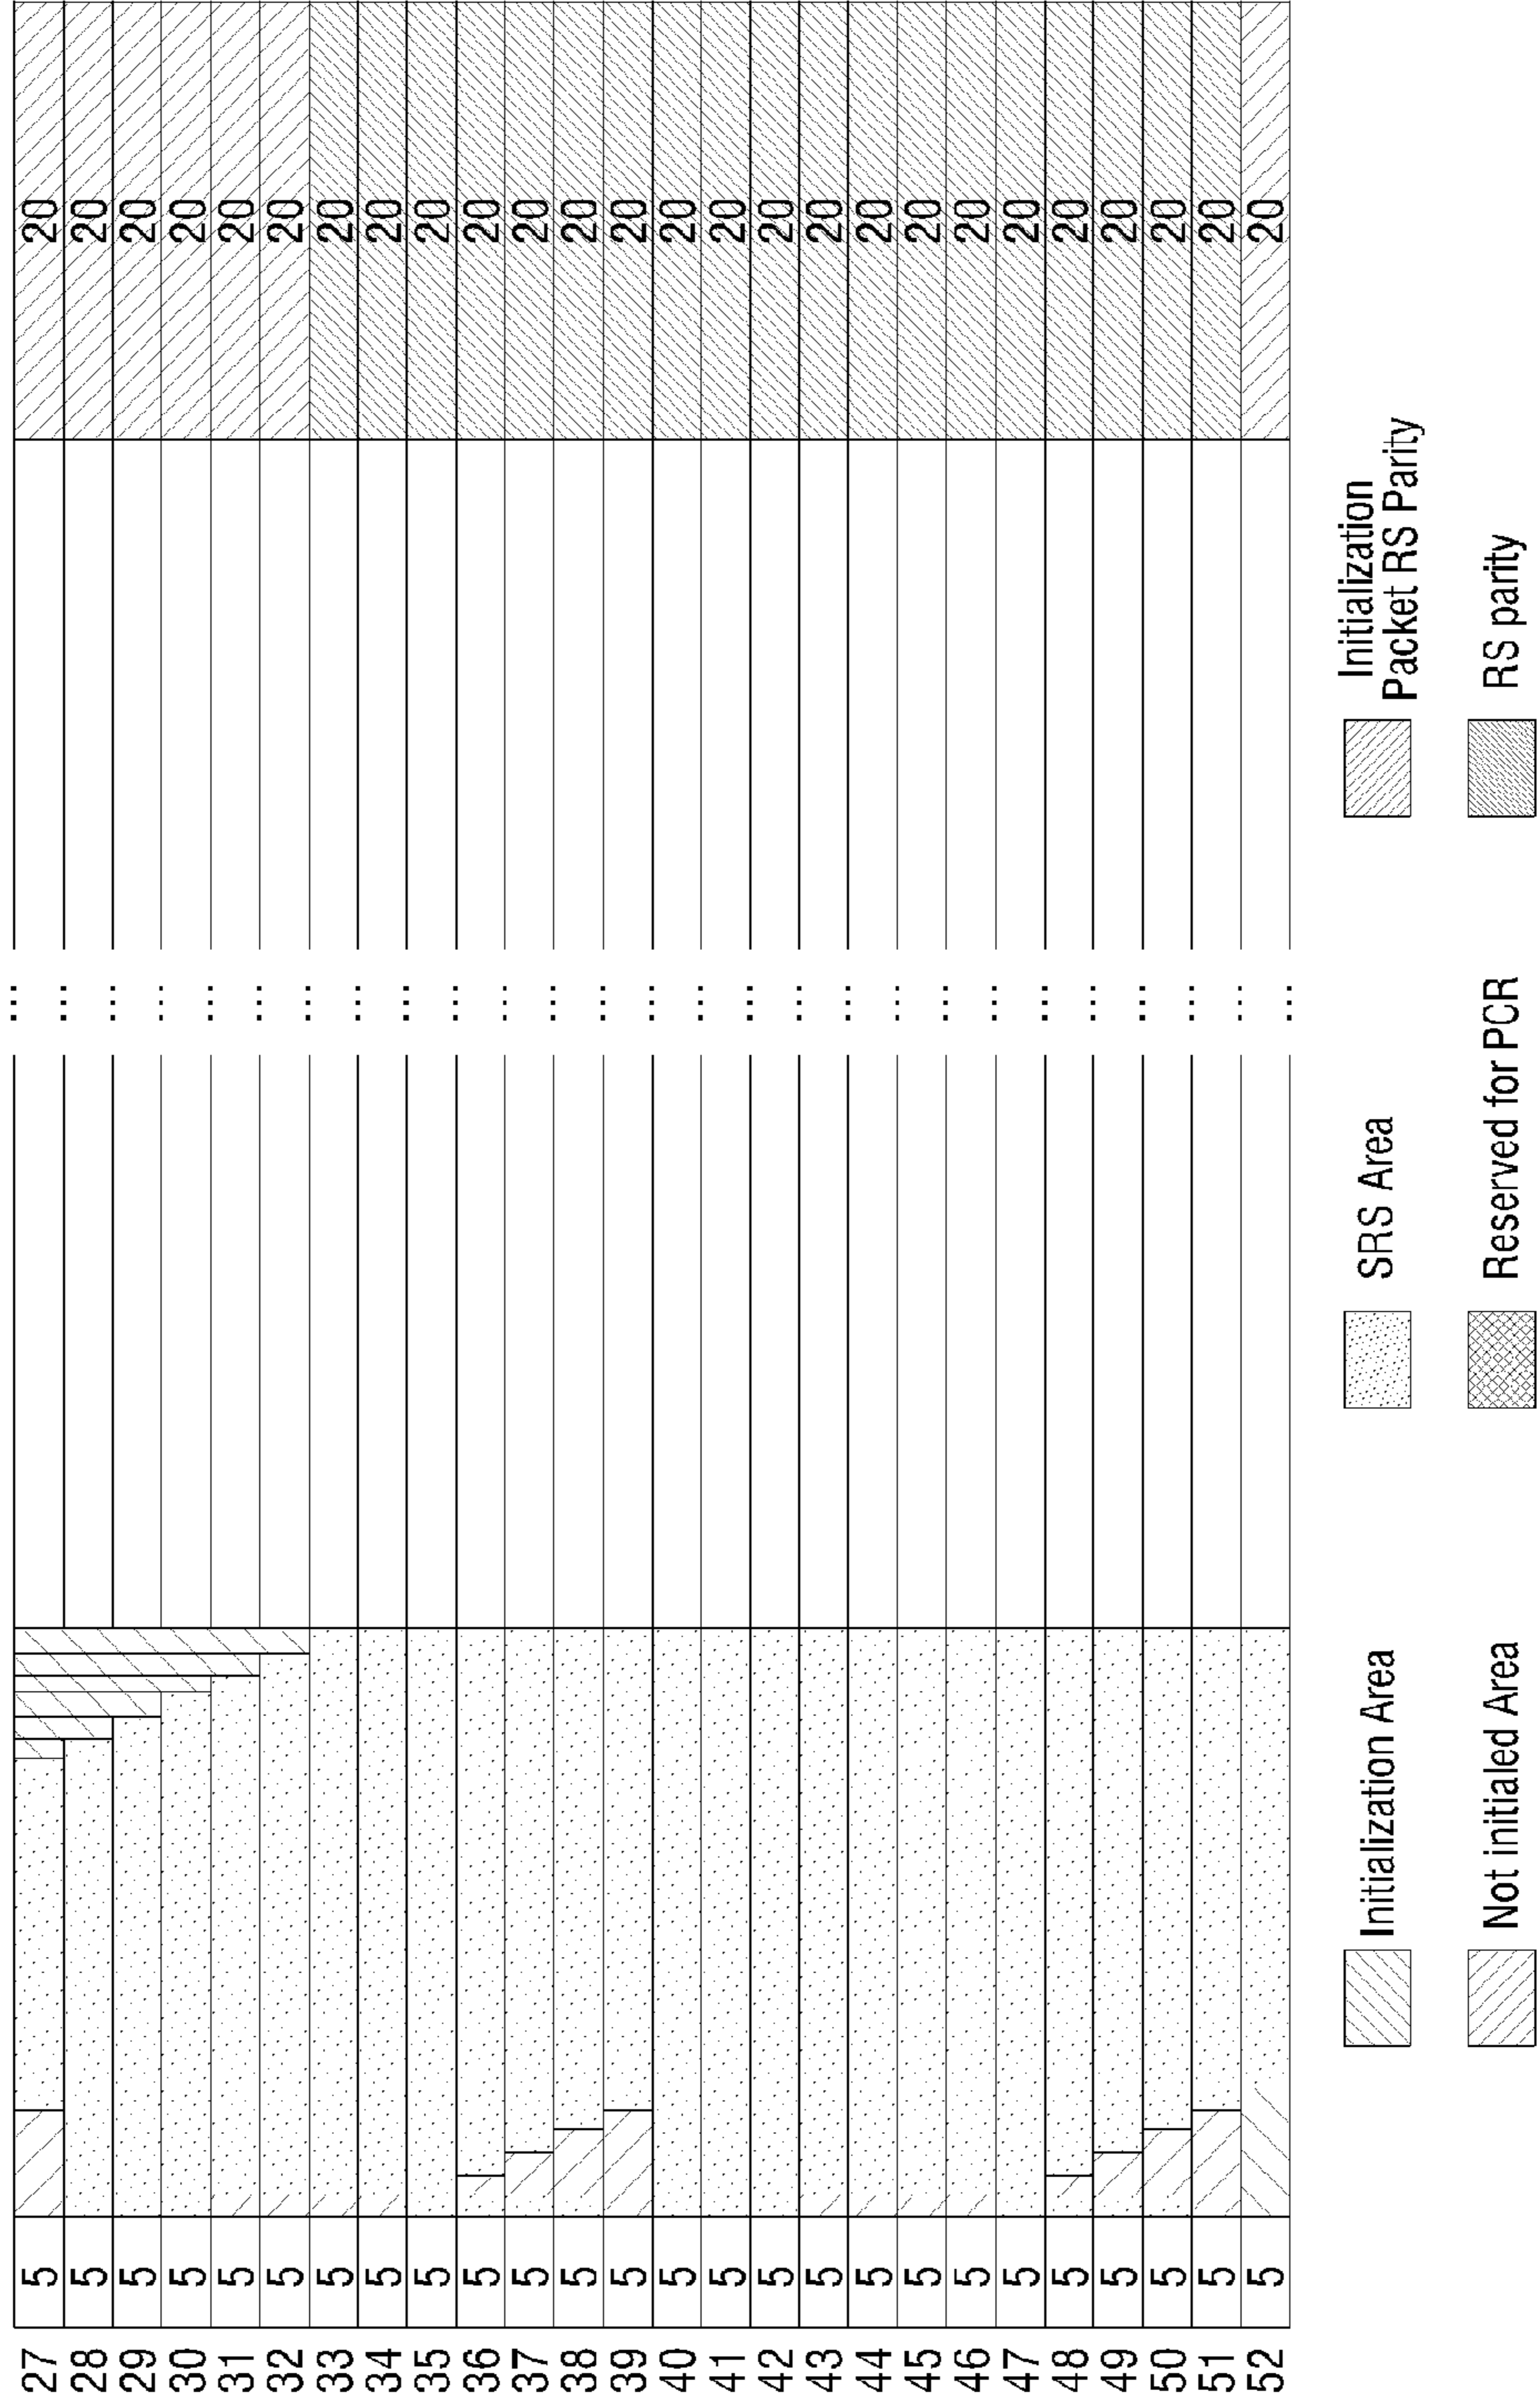 27 5 20
28 5 20
29 5 20
30 5 20
31 5 20
32 5 20
33 5 20
34 5 20
35 5 20
36 5 20
37 5 20
38 5 20
39 5 20
40 5 20
41 5 20
42 5 20
43 5 20
44 5 20
45 5 20
46 5 20
47 5 20
48 5 20
49 5 20
50 5 20
51 5 20
52 5 20
Initialization Area
SRS Area
Initialization
Packet RS Parity
Not initialed Area
Reserved for PCR
RS parity